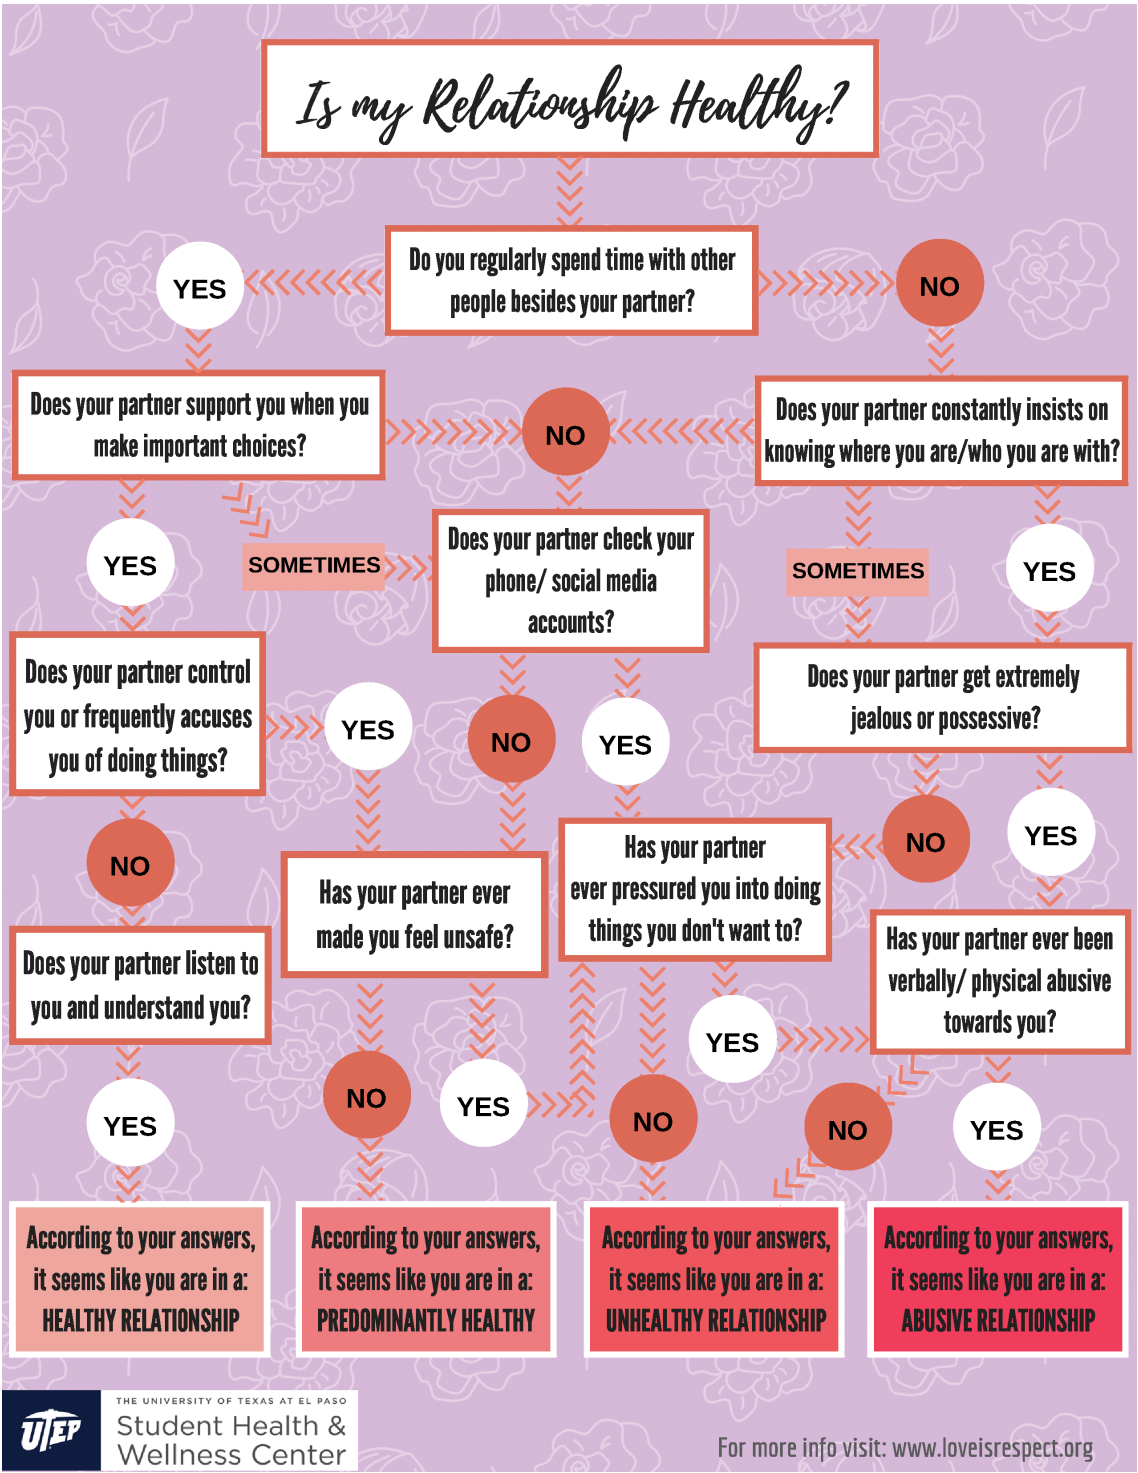 Is my Relationship Healthy?
Do you regularly spend time with other
people besides your partner?
YES
NO
Does your partner support you when you
make important choices?
NO
Does your partner constantly insists on
knowing where you are/who you are with?
YES
SOMETIMES
Does your partner check your
phone/ social media
accounts?
SOMETIMES
YES
Does your partner control
you or frequently accuses
you of doing things?
YES
NO
YES
Does your partner get extremely
jealous or possessive?
NO
Has your partner ever
made you feel unsafe?
Has your partner
ever pressured you into doing
things you don't want to?
NO
YES
Does your partner listen to
you and understand you?
Has your partner ever been
verbally/ physical abusive
towards you?
YES
YES
NO
YES
NO
NO
YES
According to your answers,
it seems like you are in a:
HEALTHY RELATIONSHIP
According to your answers,
it seems like you are in a:
PREDOMINANTLY HEALTHY
According to your answers,
it seems like you are in a:
UNHEALTHY RELATIONSHIP
According to your answers,
it seems like you are in a:
ABUSIVE RELATIONSHIP
UTEP
THE UNIVERSITY OF TEXAS AT EL PASO
Student Health &
Wellness Center
For more info visit: www.loveisrespect.org